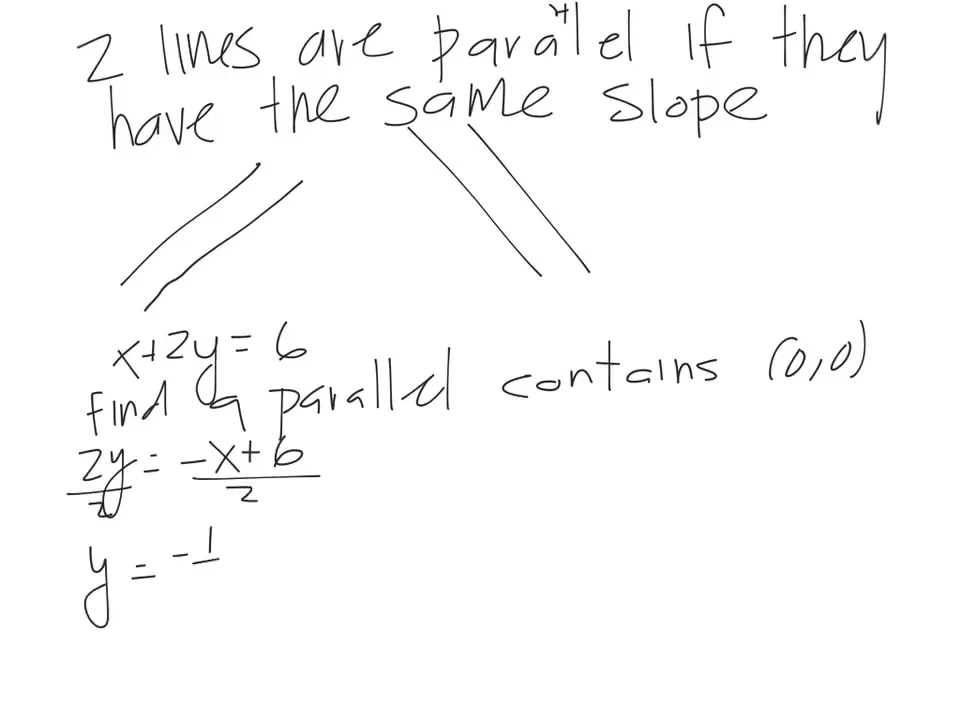 2 lines are parallel if they
have the same slope
x+2y=6
find a parallel contains (0,0)
2y = -x+6
2 2
y = -1